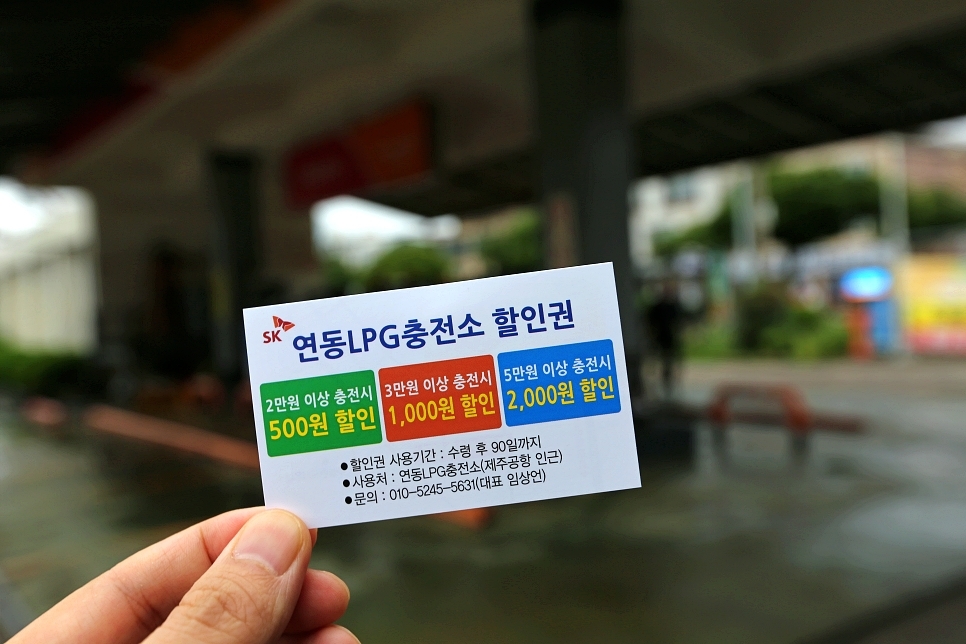 SK 연동LPG충전소 할인권
2만원 이상 충전시
500원 할인
3만원 이상 충전시
1,000원 할인
5만원 이상 충전시
2,000원 할인
●할인권 사용기간 : 수령 후 90일까지
●사용처 : 연동LPG충전소(제주공항 인근)
●문의 : 010-5245-5631(대표 임상언)